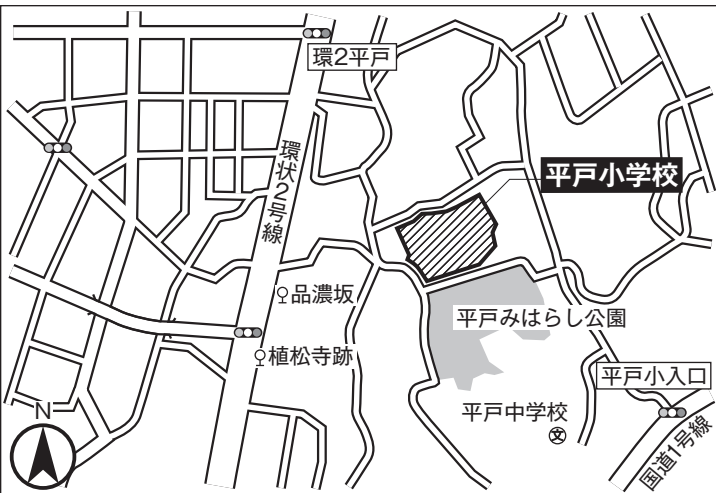 環2平戸
環状2号線
平戸小学校
品濃坂
平戸みはらし公園
植松寺跡
平戸小入口
平戸中学校
文
国道1号線
N